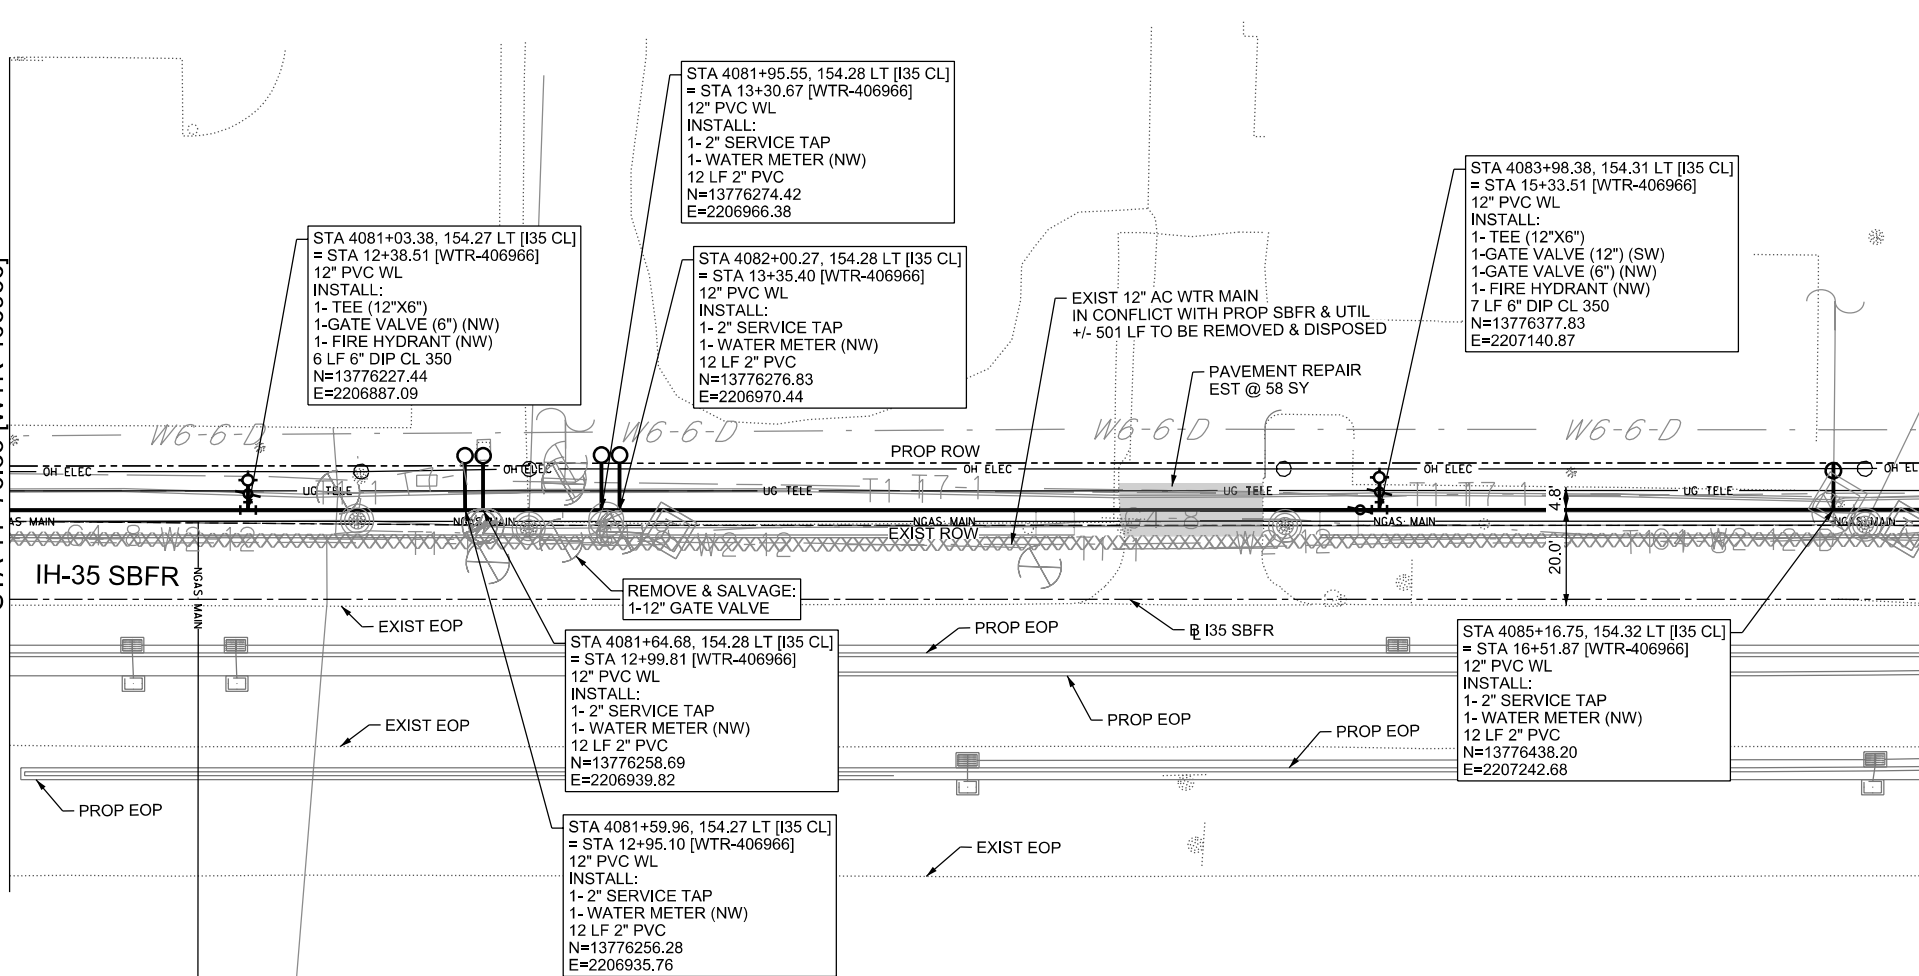 STA 4081+95.55, 154.28 LT [I35 CL]
= STA 13+30.67 [WTR-406966]
12" PVC WL
INSTALL:
1- 2" SERVICE TAP
1- WATER METER (NW)
12 LF 2" PVC
N=13776274.42
E=2206966.38
STA 4083+98.38, 154.31 LT [I35 CL]
= STA 15+33.51 [WTR-406966]
12" PVC WL
INSTALL:
1- TEE (12"X6")
1-GATE VALVE (12") (SW)
1-GATE VALVE (6") (NW)
1- FIRE HYDRANT (NW)
7 LF 6" DIP CL 350
N=13776377.83
E=2207140.87
STA 4081+03.38, 154.27 LT [I35 CL]
= STA 12+38.51 [WTR-406966]
12" PVC WL
INSTALL:
1- TEE (12"X6")
1-GATE VALVE (6") (NW)
1- FIRE HYDRANT (NW)
6 LF 6" DIP CL 350
N=13776227.44
E=2206887.09
STA 4082+00.27, 154.28 LT [I35 CL]
= STA 13+35.40 [WTR-406966]
12" PVC WL
INSTALL:
1- 2" SERVICE TAP
1- WATER METER (NW)
12 LF 2" PVC
N=13776276.83
E=2206970.44
EXIST 12" AC WTR MAIN
IN CONFLICT WITH PROP SBFR & UTIL
+/- 501 LF TO BE REMOVED & DISPOSED
PAVEMENT REPAIR
EST @ 58 SY
W6-6-D
W6-6-D
W6-6-D
W6-6-D
PROP ROW
OH ELEC
OH ELEC
OH ELEC
OH ELEC
OH EL
UG TELE
UG TELE
UG TELE
UG TELE
T1 T7-1
T1-T7-1
4.8'
NGAS MAIN
NGAS MAIN
NGAS MAIN
NGAS MAIN
G4-8
W2-12
W2-12
W2-12
EXIST ROW
20.0'
IH-35 SBFR
NGAS MAIN
REMOVE & SALVAGE:
1-12" GATE VALVE
EXIST EOP
PROP EOP
B I35 SBFR
STA 4081+64.68, 154.28 LT [I35 CL]
= STA 12+99.81 [WTR-406966]
12" PVC WL
INSTALL:
1- 2" SERVICE TAP
1- WATER METER (NW)
12 LF 2" PVC
N=13776258.69
E=2206939.82
STA 4085+16.75, 154.32 LT [I35 CL]
= STA 16+51.87 [WTR-406966]
12" PVC WL
INSTALL:
1- 2" SERVICE TAP
1- WATER METER (NW)
12 LF 2" PVC
N=13776438.20
E=2207242.68
EXIST EOP
PROP EOP
PROP EOP
PROP EOP
STA 4081+59.96, 154.27 LT [I35 CL]
= STA 12+95.10 [WTR-406966]
12" PVC WL
INSTALL:
1- 2" SERVICE TAP
1- WATER METER (NW)
12 LF 2" PVC
N=13776256.28
E=2206935.76
EXIST EOP